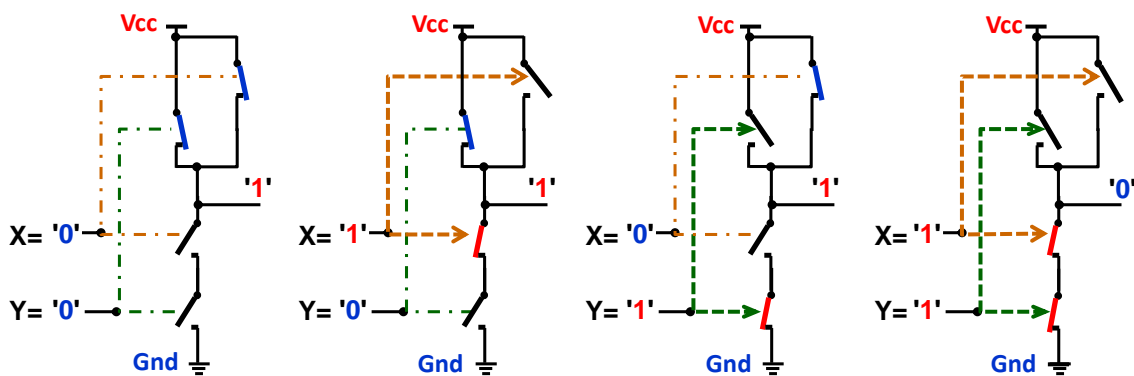 Vcc Vcc Vcc Vcc
'1' '1' '1' '0'
X= '0' X= '1' X= '0' X= '1'
Y= '0' Y= '0' Y= '1' Y= '1'
Gnd Gnd Gnd Gnd